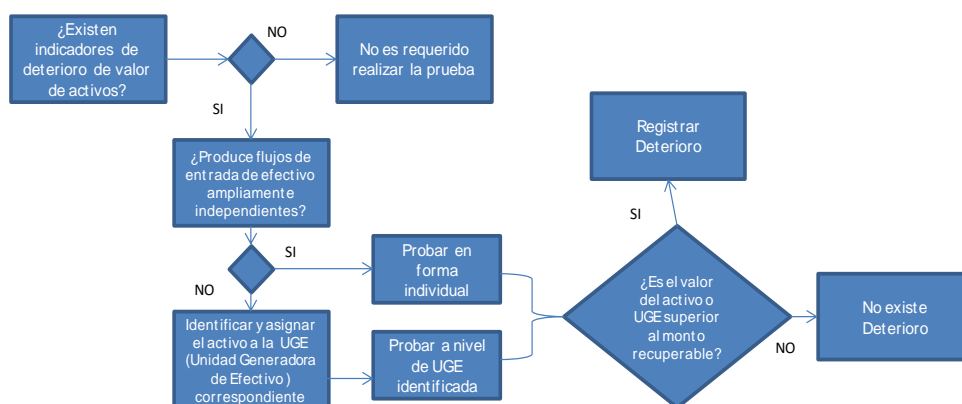 ¿Existen
indicadores de
deterioro de valor
de activos?
NO
No es requerido
realizar la prueba
SI
¿Produce flujos de
entrada de efectivo
ampliamente
independientes?
SI
NO
Probar en
forma
individual
Identificar y asignar
el activo a la UGE
(Unidad Generadora
de Efectivo)
correspondiente
Probar a nivel
de UGE
identificada
¿Es el valor
del activo o
UGE superior
al monto
recuperable?
SI
Registrar
Deterioro
NO
No existe
Deterioro